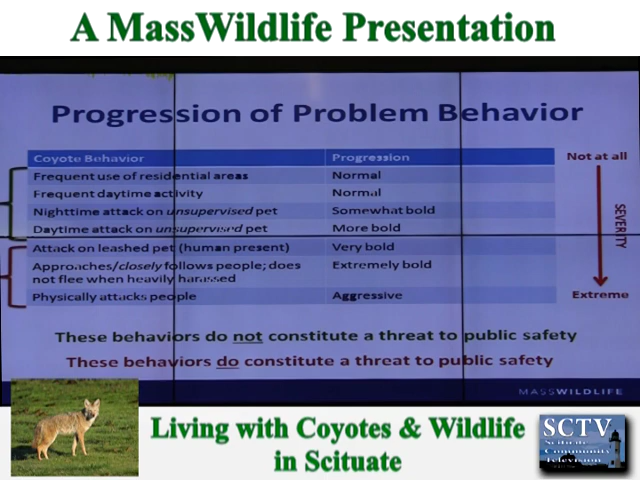 A MassWildlife Presentation
Progression of Problem Behavior
Coyote Behavior Progression
Not at all
Frequent use of residential areas Normal
Frequent daytime activity Normal
Nighttime attack on unsupervised pet Somewhat bold
Daytime attack on unsupervised pet More bold
SEVERITY
Attack on leashed pet (human present) Very bold
Approaches/closely follows people; does Extremely bold
not flee when heavily harassed
Physically attacks people Aggressive
Extreme
These behaviors do not constitute a threat to public safety
These behaviors do constitute a threat to public safety
MASSWILDLIFE
Living with Coyotes & Wildlife
in Scituate
SCTV
Scituate
Community
Television